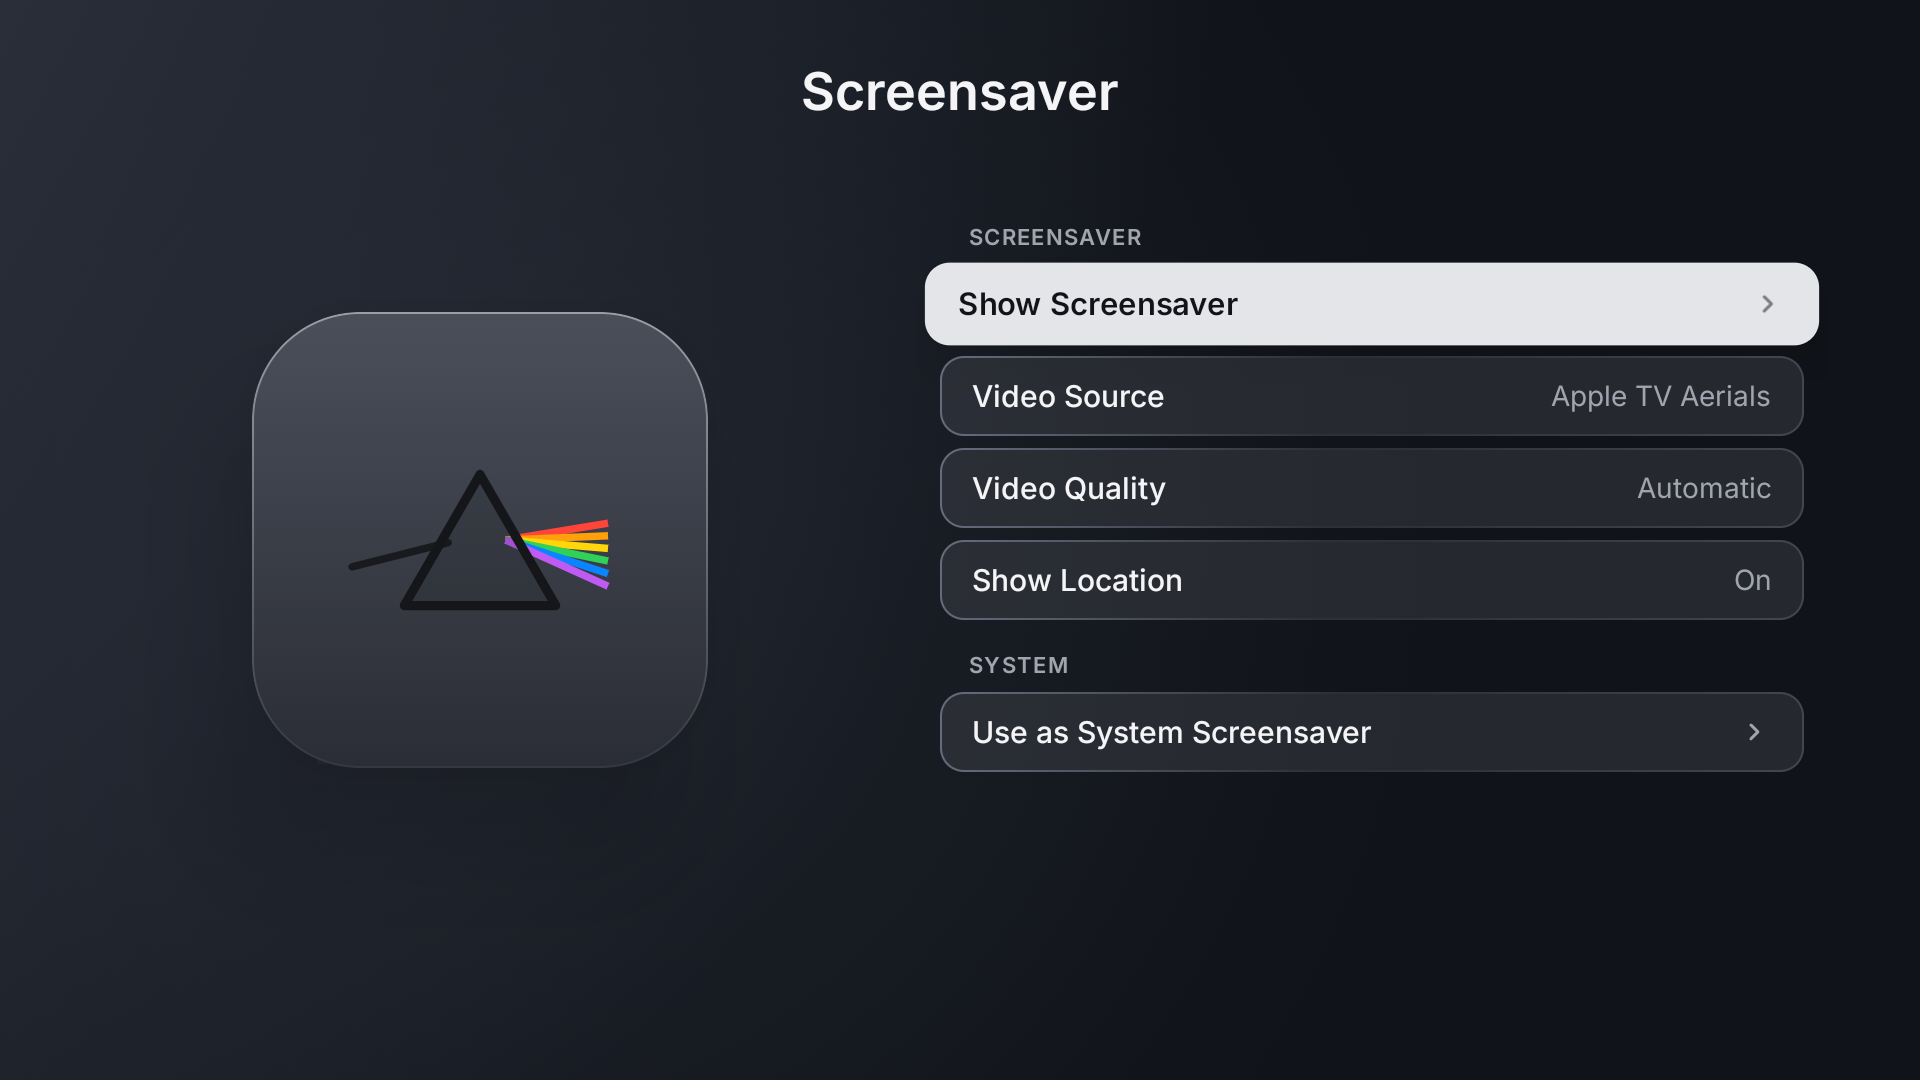 Screensaver
SCREENSAVER
Show Screensaver
Video Source Apple TV Aerials
Video Quality Automatic
Show Location On
SYSTEM
Use as System Screensaver